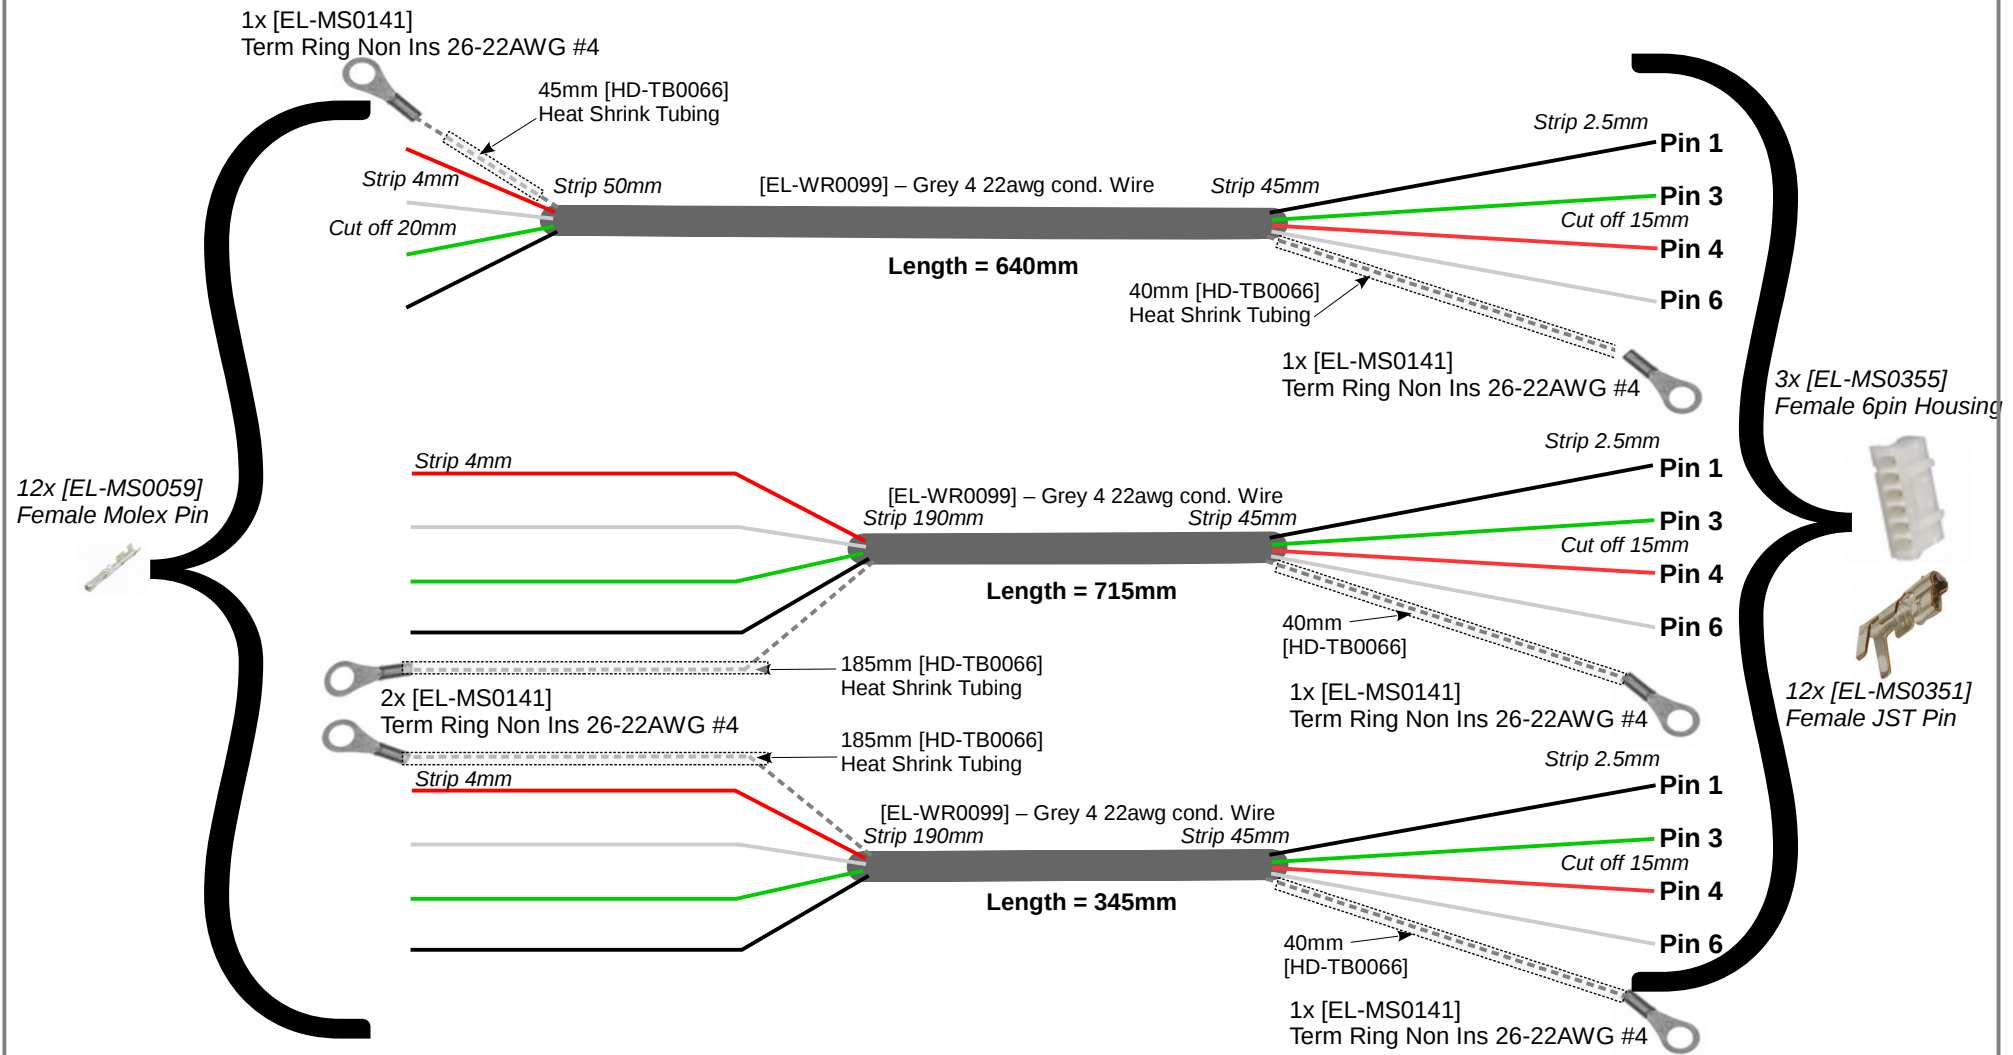 1x [EL-MS0141]
Term Ring Non Ins 26-22AWG #4
45mm [HD-TB0066]
Heat Shrink Tubing
Strip 4mm
Cut off 20mm
Strip 50mm
[EL-WR0099] – Grey 4 22awg cond. Wire
Strip 45mm
Length = 640mm
Strip 2.5mm
Pin 1
Pin 3
Cut off 15mm
Pin 4
Pin 6
40mm [HD-TB0066]
Heat Shrink Tubing
1x [EL-MS0141]
Term Ring Non Ins 26-22AWG #4
3x [EL-MS0355]
Female 6pin Housing
12x [EL-MS0059]
Female Molex Pin
Strip 4mm
[EL-WR0099] – Grey 4 22awg cond. Wire
Strip 190mm
Strip 45mm
Length = 715mm
Strip 2.5mm
Pin 1
Pin 3
Cut off 15mm
Pin 4
Pin 6
40mm
[HD-TB0066]
185mm [HD-TB0066]
Heat Shrink Tubing
2x [EL-MS0141]
Term Ring Non Ins 26-22AWG #4
1x [EL-MS0141]
Term Ring Non Ins 26-22AWG #4
12x [EL-MS0351]
Female JST Pin
185mm [HD-TB0066]
Heat Shrink Tubing
Strip 4mm
[EL-WR0099] – Grey 4 22awg cond. Wire
Strip 190mm
Strip 45mm
Length = 345mm
Strip 2.5mm
Pin 1
Pin 3
Cut off 15mm
Pin 4
Pin 6
40mm
[HD-TB0066]
1x [EL-MS0141]
Term Ring Non Ins 26-22AWG #4